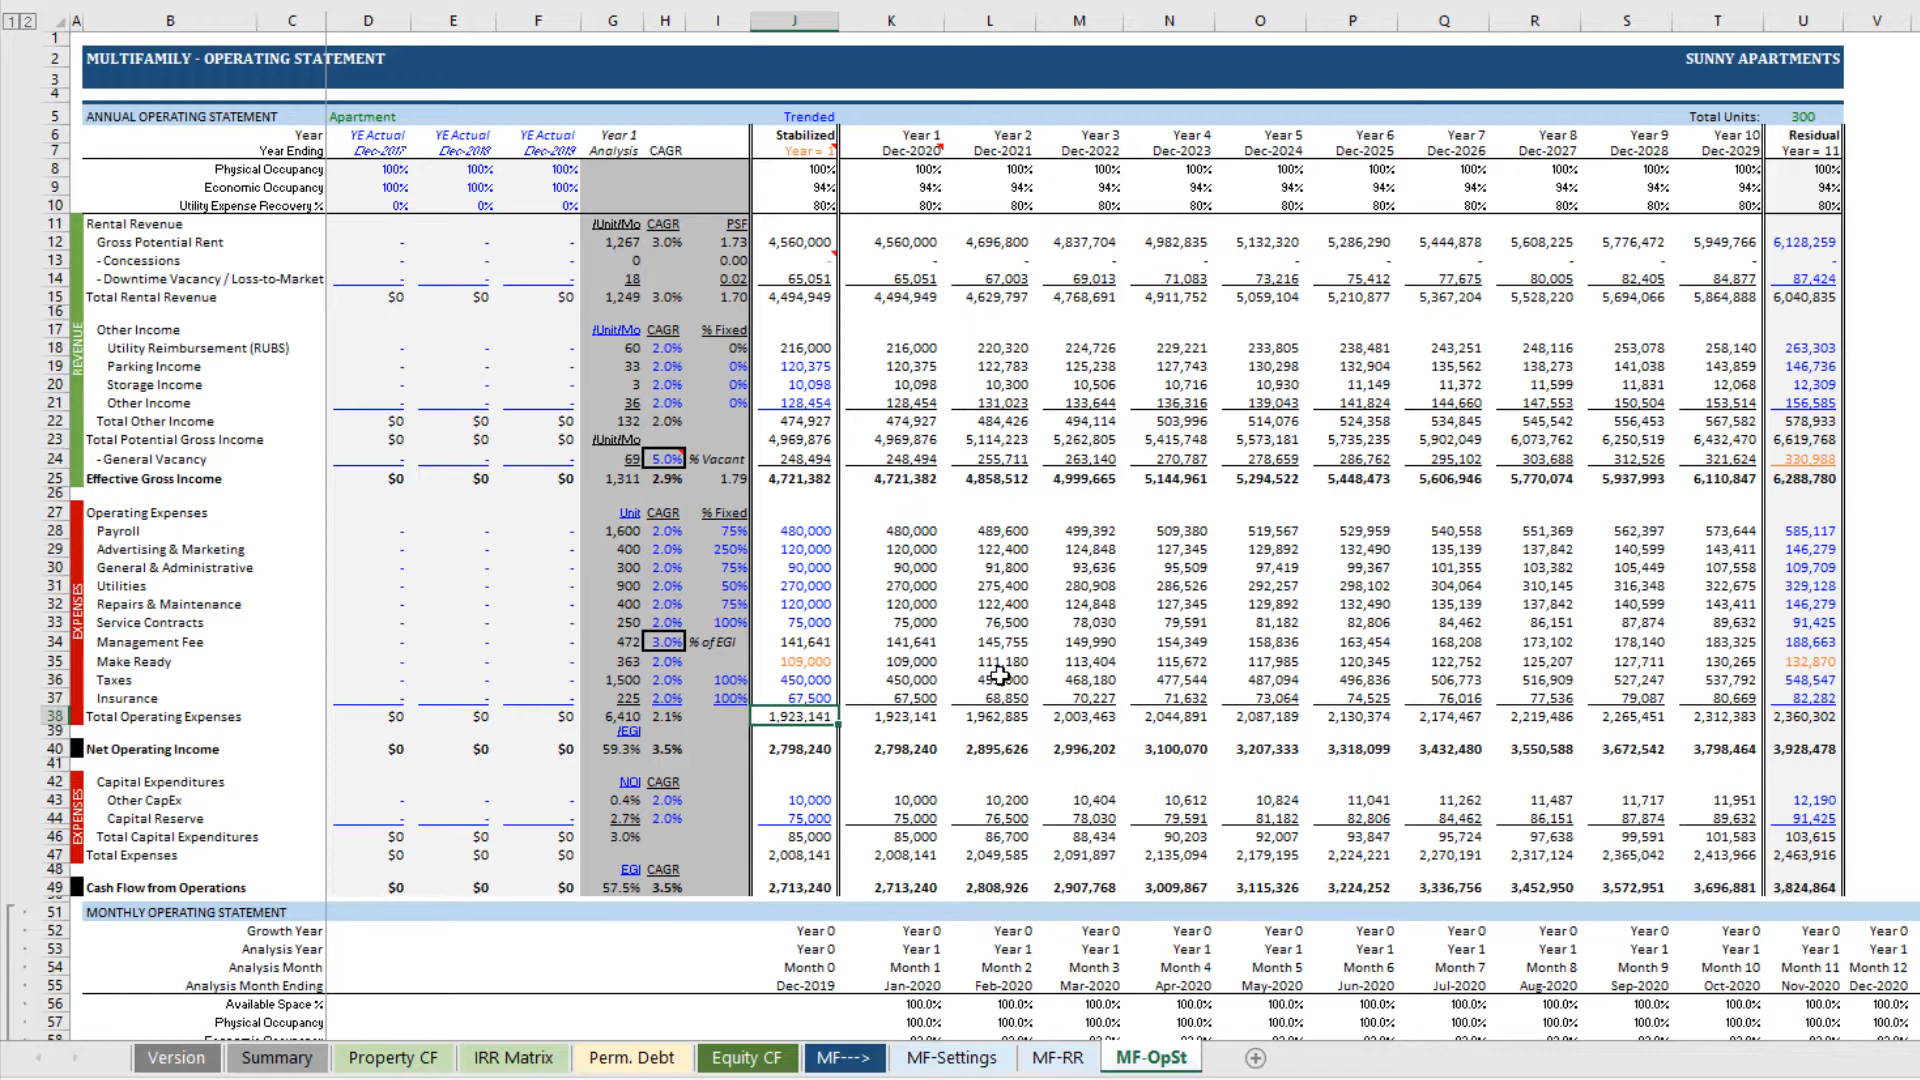 1 2 A B C D E F G H I J K L M N O P Q R S T U V
1
2 MULTIFAMILY - OPERATING STATEMENT SUNNY APARTMENTS
3
4
5 ANNUAL OPERATING STATEMENT Apartment Trended Total Units: 300
6 Year YE Actual YE Actual YE Actual Year 1 Stabilized Year 1 Year 2 Year 3 Year 4 Year 5 Year 6 Year 7 Year 8 Year 9 Year 10 Residual
7 Year Ending Dec-2017 Dec-2018 Dec-2019 Analysis CAGR Year = 1 Dec-2020 Dec-2021 Dec-2022 Dec-2023 Dec-2024 Dec-2025 Dec-2026 Dec-2027 Dec-2028 Dec-2029 Year = 11
8 Physical Occupancy 100% 100% 100% 100% 100% 100% 100% 100% 100% 100% 100% 100% 100% 100% 100%
9 Economic Occupancy 100% 100% 100% 94% 94% 94% 94% 94% 94% 94% 94% 94% 94% 94% 94%
10 Utility Expense Recovery % 0% 0% 0% 80% 80% 80% 80% 80% 80% 80% 80% 80% 80% 80% 80%
11 Rental Revenue /Unit/Mo CAGR PSF
12 Gross Potential Rent - - - 1,267 3.0% 1.73 4,560,000 4,560,000 4,696,800 4,837,704 4,982,835 5,132,320 5,286,290 5,444,878 5,608,225 5,776,472 5,949,766 6,128,259
13 - Concessions - - - 0 0.00 - - - - - - - - - - - -
14 - Downtime Vacancy / Loss-to-Market - - - 18 0.02 65,051 65,051 67,003 69,013 71,083 73,216 75,412 77,675 80,005 82,405 84,877 87,424
15 Total Rental Revenue $0 $0 $0 1,249 3.0% 1.70 4,494,949 4,494,949 4,629,797 4,768,691 4,911,752 5,059,104 5,210,877 5,367,204 5,528,220 5,694,066 5,864,888 6,040,835
16
REVENUE
17 Other Income /Unit/Mo CAGR % Fixed
18 Utility Reimbursement (RUBS) - - - 60 2.0% 0% 216,000 216,000 220,320 224,726 229,221 233,805 238,481 243,251 248,116 253,078 258,140 263,303
19 Parking Income - - - 33 2.0% 0% 120,375 120,375 122,783 125,238 127,743 130,298 132,904 135,562 138,273 141,038 143,859 146,736
20 Storage Income - - - 3 2.0% 0% 10,098 10,098 10,300 10,506 10,716 10,930 11,149 11,372 11,599 11,831 12,068 12,309
21 Other Income - - - 36 2.0% 0% 128,454 128,454 131,023 133,644 136,316 139,043 141,824 144,660 147,553 150,504 153,514 156,585
22 Total Other Income $0 $0 $0 132 2.0% 474,927 474,927 484,426 494,114 503,996 514,076 524,358 534,845 545,542 556,453 567,582 578,933
23 Total Potential Gross Income $0 $0 $0 /Unit/Mo 4,969,876 4,969,876 5,114,223 5,262,805 5,415,748 5,573,181 5,735,235 5,902,049 6,073,762 6,250,519 6,432,470 6,619,768
24 - General Vacancy - - - 69 5.0% % Vacant 248,494 248,494 255,711 263,140 270,787 278,659 286,762 295,102 303,688 312,526 321,624 330,988
25 Effective Gross Income $0 $0 $0 1,311 2.9% 1.79 4,721,382 4,721,382 4,858,512 4,999,665 5,144,961 5,294,522 5,448,473 5,606,946 5,770,074 5,937,993 6,110,847 6,288,780
26
27 Operating Expenses Unit CAGR % Fixed
28 Payroll - - - 1,600 2.0% 75% 480,000 480,000 489,600 499,392 509,380 519,567 529,959 540,558 551,369 562,397 573,644 585,117
29 Advertising & Marketing - - - 400 2.0% 250% 120,000 120,000 122,400 124,848 127,345 129,892 132,490 135,139 137,842 140,599 143,411 146,279
30 General & Administrative - - - 300 2.0% 75% 90,000 90,000 91,800 93,636 95,509 97,419 99,367 101,355 103,382 105,449 107,558 109,709
31 Utilities - - - 900 2.0% 50% 270,000 270,000 275,400 280,908 286,526 292,257 298,102 304,064 310,145 316,348 322,675 329,128
EXPENSES
32 Repairs & Maintenance - - - 400 2.0% 75% 120,000 120,000 122,400 124,848 127,345 129,892 132,490 135,139 137,842 140,599 143,411 146,279
33 Service Contracts - - - 250 2.0% 100% 75,000 75,000 76,500 78,030 79,591 81,182 82,806 84,462 86,151 87,874 89,632 91,425
34 Management Fee - - - 472 3.0% % of EGI 141,641 141,641 145,755 149,990 154,349 158,836 163,454 168,208 173,102 178,140 183,325 188,663
35 Make Ready - - - 363 2.0% 109,000 109,000 111,180 113,404 115,672 117,985 120,345 122,752 125,207 127,711 130,265 132,870
36 Taxes - - - 1,500 2.0% 100% 450,000 450,000 468,180 477,544 487,094 496,836 506,773 516,909 527,247 537,792 548,547
37 Insurance - - - 225 2.0% 100% 67,500 67,500 68,850 70,227 71,632 73,064 74,525 76,016 77,536 79,087 80,669 82,282
38 Total Operating Expenses $0 $0 $0 6,410 2.1% 1,923,141 1,923,141 1,962,885 2,003,463 2,044,891 2,087,189 2,130,374 2,174,467 2,219,486 2,265,451 2,312,383 2,360,302
39 /EGI
40 Net Operating Income $0 $0 $0 59.3% 3.5% 2,798,240 2,798,240 2,895,626 2,996,202 3,100,070 3,207,333 3,318,099 3,432,480 3,550,588 3,672,542 3,798,464 3,928,478
41
42 Capital Expenditures NOI CAGR
43 Other CapEx - - - 0.4% 2.0% 10,000 10,000 10,200 10,404 10,612 10,824 11,041 11,262 11,487 11,717 11,951 12,190
EXPENSES
44 Capital Reserve - - - 2.7% 2.0% 75,000 75,000 76,500 78,030 79,591 81,182 82,806 84,462 86,151 87,874 89,632 91,425
46 Total Capital Expenditures $0 $0 $0 3.0% 85,000 85,000 86,700 88,434 90,203 92,007 93,847 95,724 97,638 99,591 101,583 103,615
47 Total Expenses $0 $0 $0 2,008,141 2,008,141 2,049,585 2,091,897 2,135,094 2,179,195 2,224,221 2,270,191 2,317,124 2,365,042 2,413,966 2,463,916
48 EGI CAGR
49 Cash Flow from Operations $0 $0 $0 57.5% 3.5% 2,713,240 2,713,240 2,808,926 2,907,768 3,009,867 3,115,326 3,224,252 3,336,756 3,452,950 3,572,951 3,696,881 3,824,864
51 MONTHLY OPERATING STATEMENT
52 Growth Year Year 0 Year 0 Year 0 Year 0 Year 0 Year 0 Year 0 Year 0 Year 0 Year 0 Year 0 Year 0 Year 0
53 Analysis Year Year 0 Year 1 Year 1 Year 1 Year 1 Year 1 Year 1 Year 1 Year 1 Year 1 Year 1 Year 1 Year 1
54 Analysis Month Month 0 Month 1 Month 2 Month 3 Month 4 Month 5 Month 6 Month 7 Month 8 Month 9 Month 10 Month 11 Month 12
55 Analysis Month Ending Dec-2019 Jan-2020 Feb-2020 Mar-2020 Apr-2020 May-2020 Jun-2020 Jul-2020 Aug-2020 Sep-2020 Oct-2020 Nov-2020 Dec-2020
56 Available Space % 100.0% 100.0% 100.0% 100.0% 100.0% 100.0% 100.0% 100.0% 100.0% 100.0% 100.0% 100.0%
57 Physical Occupancy 100.0% 100.0% 100.0% 100.0% 100.0% 100.0% 100.0% 100.0% 100.0% 100.0% 100.0% 100.0%
Version Summary Property CF IRR Matrix Perm. Debt Equity CF MF---> MF-Settings MF-RR MF-OpSt